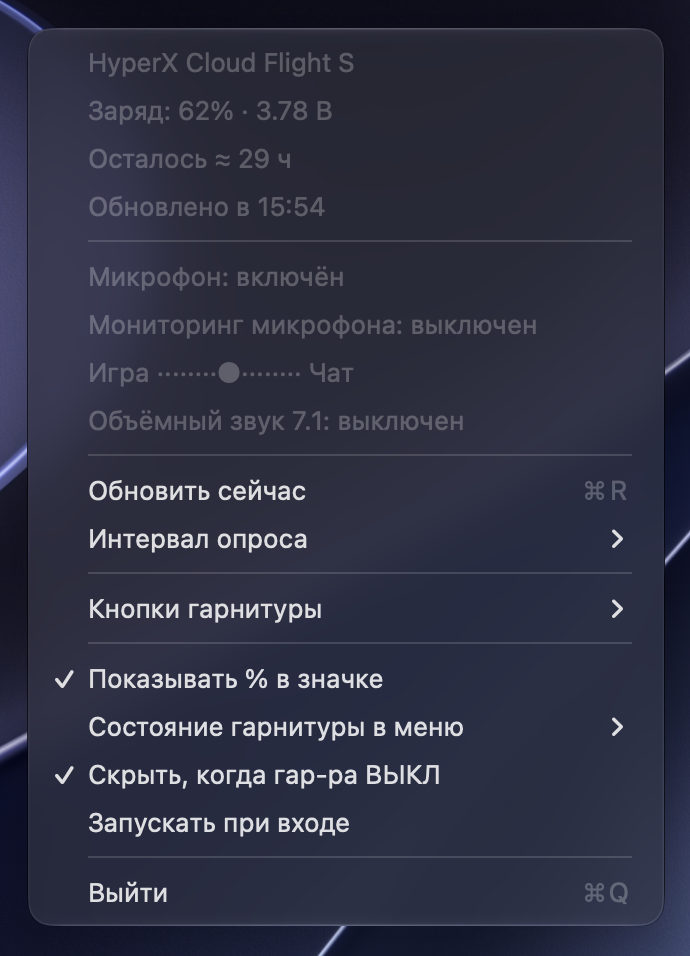 HyperX Cloud Flight S
Заряд: 62% · 3.78 В
Осталось ≈ 29 ч
Обновлено в 15:54
Микрофон: включён
Мониторинг микрофона: выключен
Игра ········●········ Чат
Объёмный звук 7.1: выключен
Обновить сейчас ⌘R
Интервал опроса
Кнопки гарнитуры
✓ Показывать % в значке
Состояние гарнитуры в меню
✓ Скрыть, когда гар-ра ВЫКЛ
Запускать при входе
Выйти ⌘Q